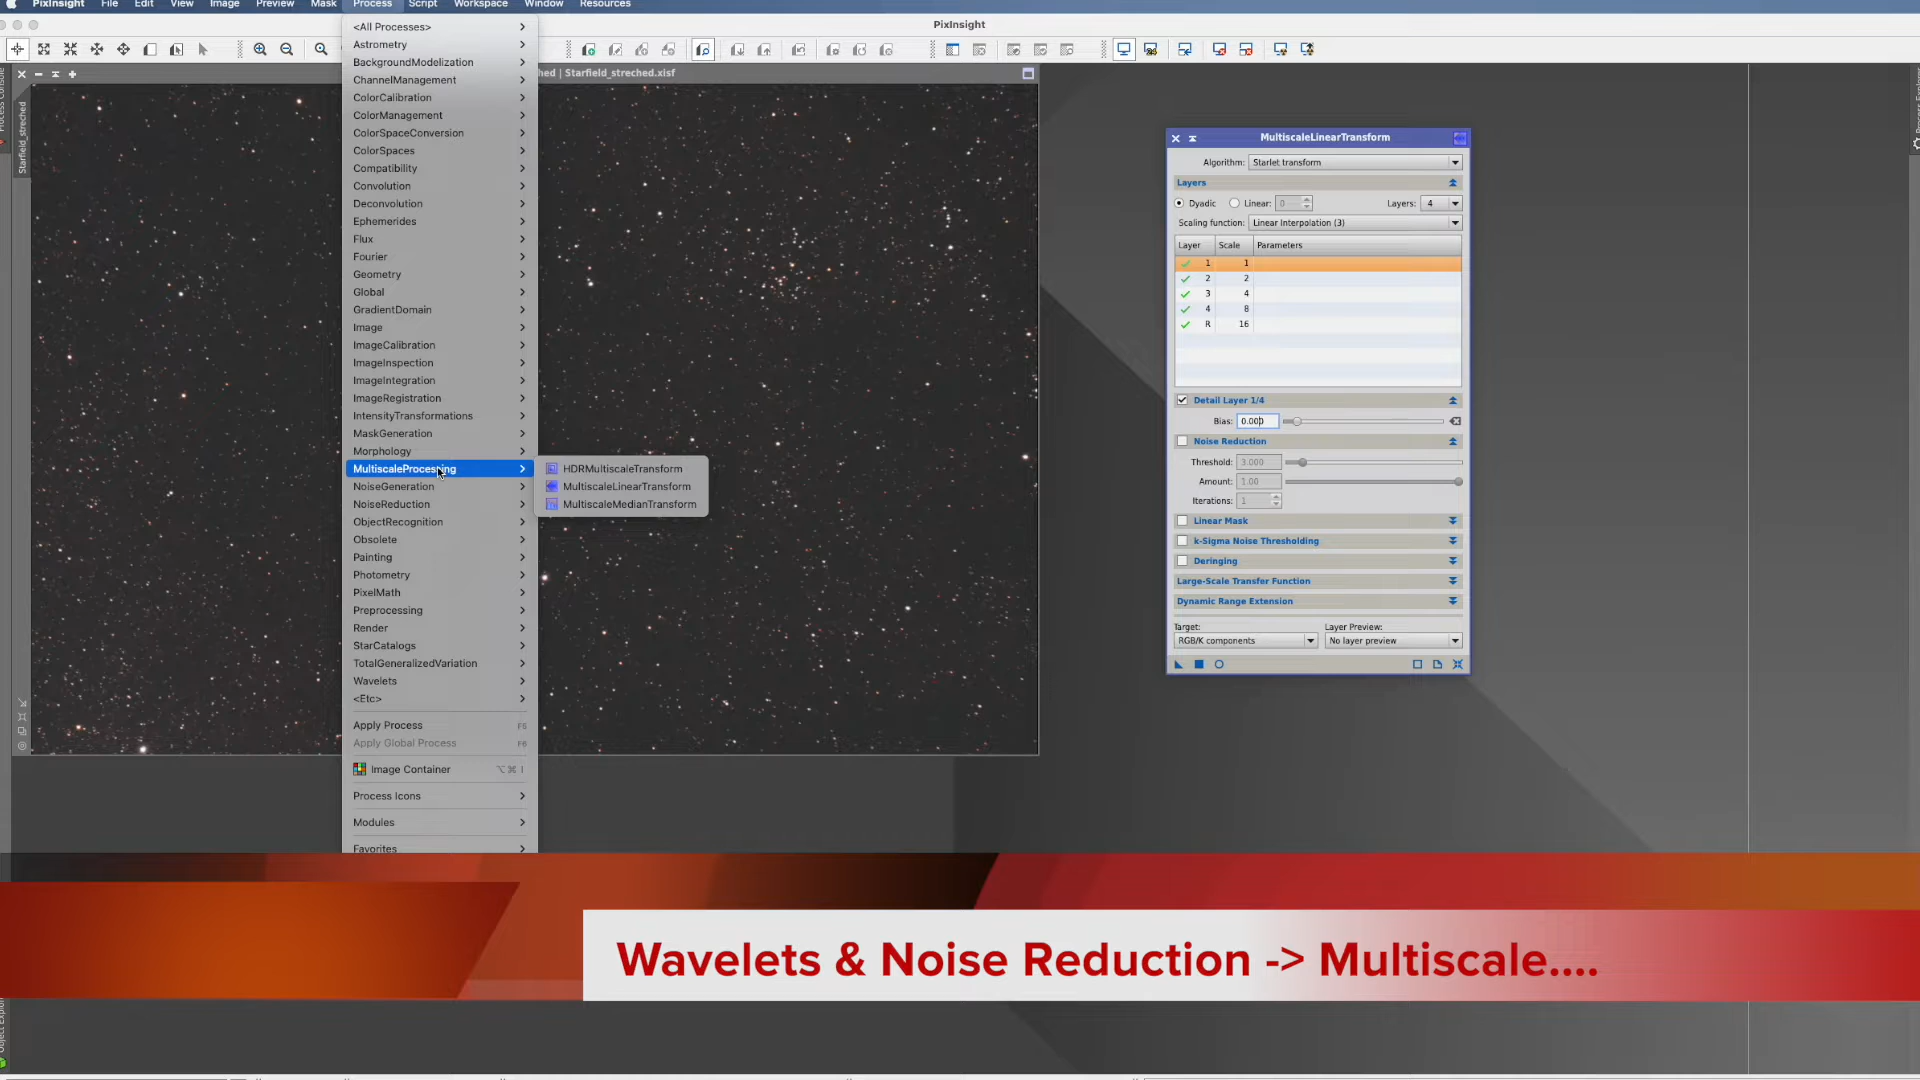 PixInsight File Edit View Image Preview Mask Process Script Workspace Window Resources
PixInsight
Starfield_streched.xlsf
Starfield_streched
<All Processes>
Astrometry
BackgroundModelization
ChannelManagement
ColorCalibration
ColorManagement
ColorSpaceConversion
ColorSpaces
Compatibility
Convolution
Deconvolution
Ephemerides
Flux
Fourier
Geometry
Global
GradientDomain
Image
ImageCalibration
ImageInspection
ImageIntegration
ImageRegistration
IntensityTransformations
MaskGeneration
Morphology
MultiscaleProcessing
NoiseGeneration
NoiseReduction
ObjectRecognition
Obsolete
Painting
Photometry
PixelMath
Preprocessing
Render
StarCatalogs
TotalGeneralizedVariation
Wavelets
<Etc>
Apply Process F5
Apply Global Process F6
Image Container ⌥⌘ I
Process Icons
Modules
Favorites
HDRMultiscaleTransform
MultiscaleLinearTransform
MultiscaleMedianTransform
MultiscaleLinearTransform
Algorithm: Starlet transform
Layers
Dyadic Linear: 0 Layers: 4
Scaling function: Linear Interpolation (3)
Layer Scale Parameters
1 1
2 2
3 4
4 8
R 16
Detail Layer 1/4
Bias: 0.000
Noise Reduction
Threshold: 3.000
Amount: 1.00
Iterations: 1
Linear Mask
k-Sigma Noise Thresholding
Deringing
Large-Scale Transfer Function
Dynamic Range Extension
Target: Layer Preview:
RGB/K components No layer preview
Wavelets & Noise Reduction -> Multiscale....